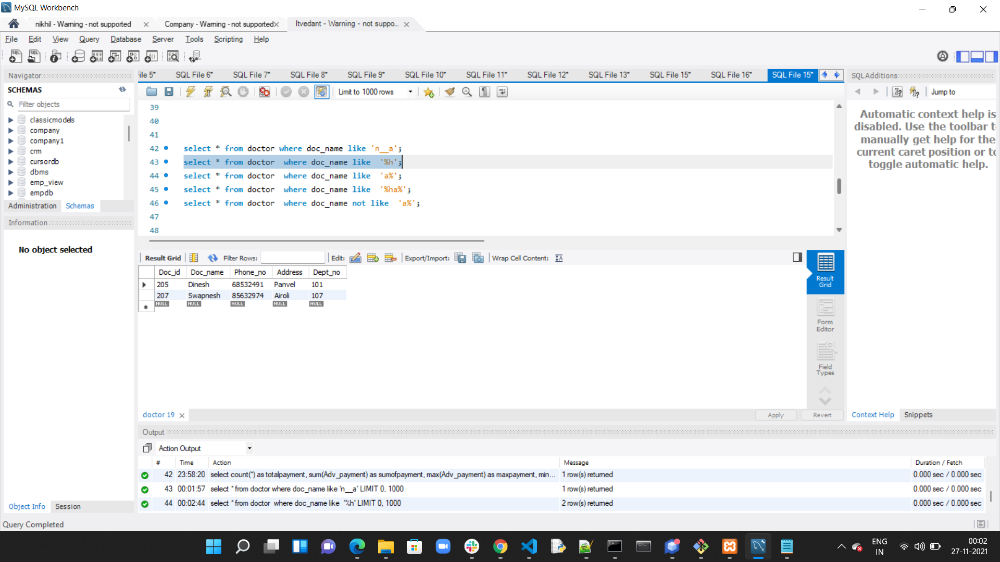 MySQL Workbench
nikhil - Warning - not supported
Company - Warning - not supported
Itvedant - Warning - not suppo...
File Edit View Query Database Server Tools Scripting Help
Navigator
SCHEMAS
Filter objects
classicmodels
company
company1
crm
cursordb
dbms
emp_view
empdb
Administration Schemas
Information
No object selected
Object Info Session
ile 5* SQL File 6* SQL File 7* SQL File 8* SQL File 9* SQL File 10* SQL File 11* SQL File 12* SQL File 13* SQL File 15* SQL File 16* SQL File 15*
Limit to 1000 rows
39
40
41
42 select * from doctor where doc_name like 'n__a';
43 select * from doctor  where doc_name like  '%h';
44 select * from doctor  where doc_name like  'a%';
45 select * from doctor  where doc_name like  '%ha%';
46 select * from doctor  where doc_name not like  'a%';
47
48
Result Grid Filter Rows: Edit: Export/Import: Wrap Cell Content:
Doc_id Doc_name Phone_no Address Dept_no
205 Dinesh 68532491 Panvel 101
207 Swapnesh 85632974 Airoli 107
NULL NULL NULL NULL NULL
Result
Grid
Form
Editor
Field
Types
doctor 19
Apply Revert
SQLAdditions
Jump to
Automatic context help is
disabled. Use the toolbar t
manually get help for the
current caret position or to
toggle automatic help.
Context Help Snippets
Output
Action Output
# Time Action Message Duration / Fetch
42 23:58:20 select count(*) as totalpayment, sum(Adv_payment) as sumofpayment, max(Adv_payment) as maxpayment, min... 1 row(s) returned 0.000 sec / 0.000 sec
43 00:01:57 select * from doctor where doc_name like 'n__a' LIMIT 0, 1000 1 row(s) returned 0.000 sec / 0.000 sec
44 00:02:44 select * from doctor  where doc_name like  '%h' LIMIT 0, 1000 2 row(s) returned 0.000 sec / 0.000 sec
Query Completed
ENG
IN
00:02
27-11-2021